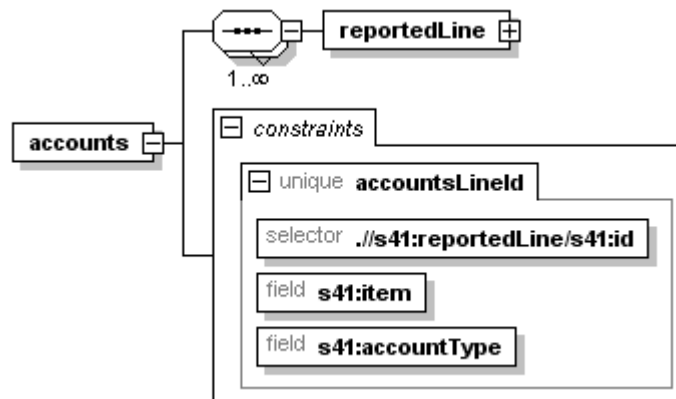 reportedLine
1..∞
accounts
constraints
unique accountsLineId
selector .//s41:reportedLine/s41:id
field s41:item
field s41:accountType